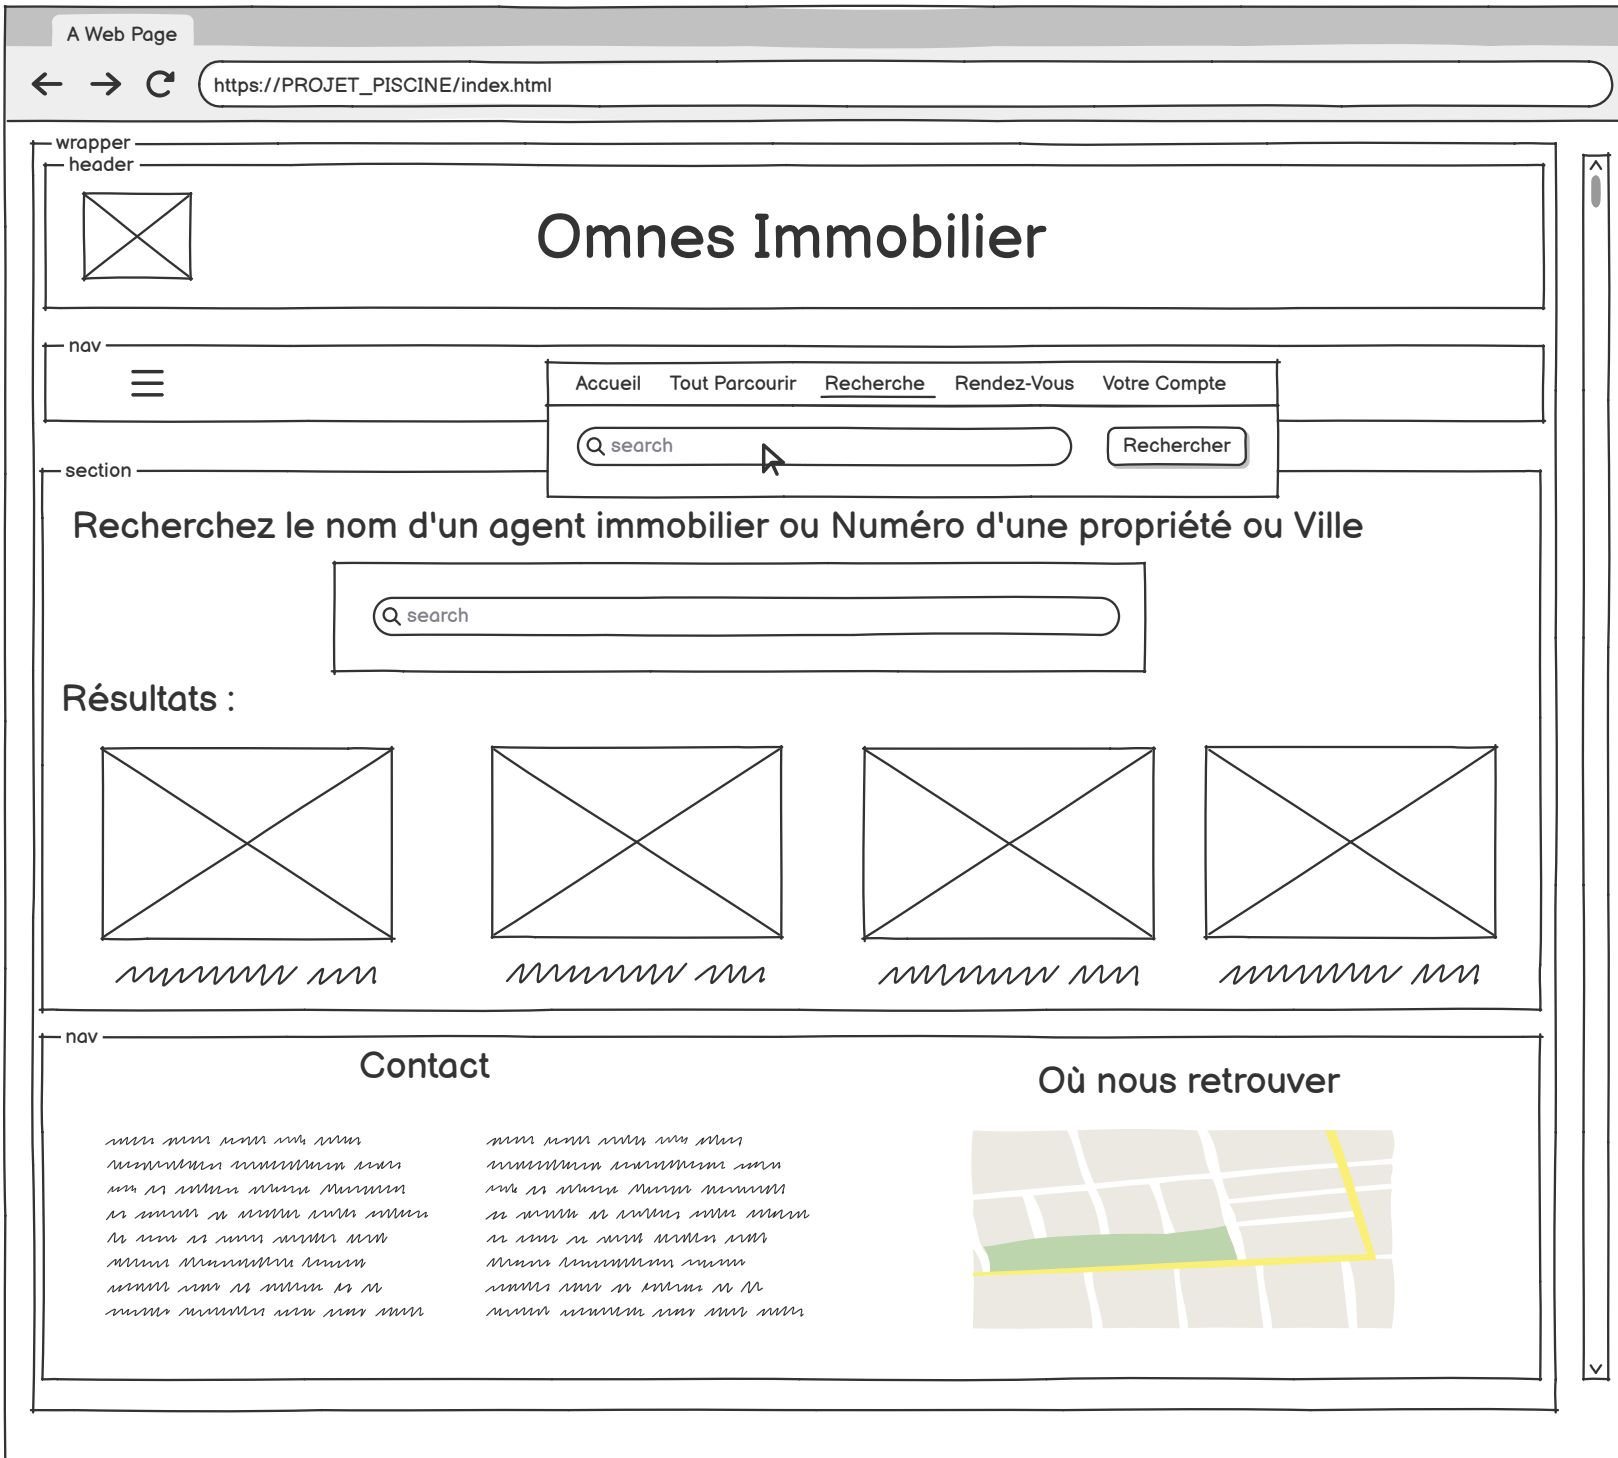 A Web Page
https://PROJET_PISCINE/index.html
wrapper
header
Omnes Immobilier
nav
Accueil Tout Parcourir Recherche Rendez-Vous Votre Compte
search Rechercher
section
Recherchez le nom d'un agent immobilier ou Numéro d'une propriété ou Ville
search
Résultats :
nav
Contact
Où nous retrouver